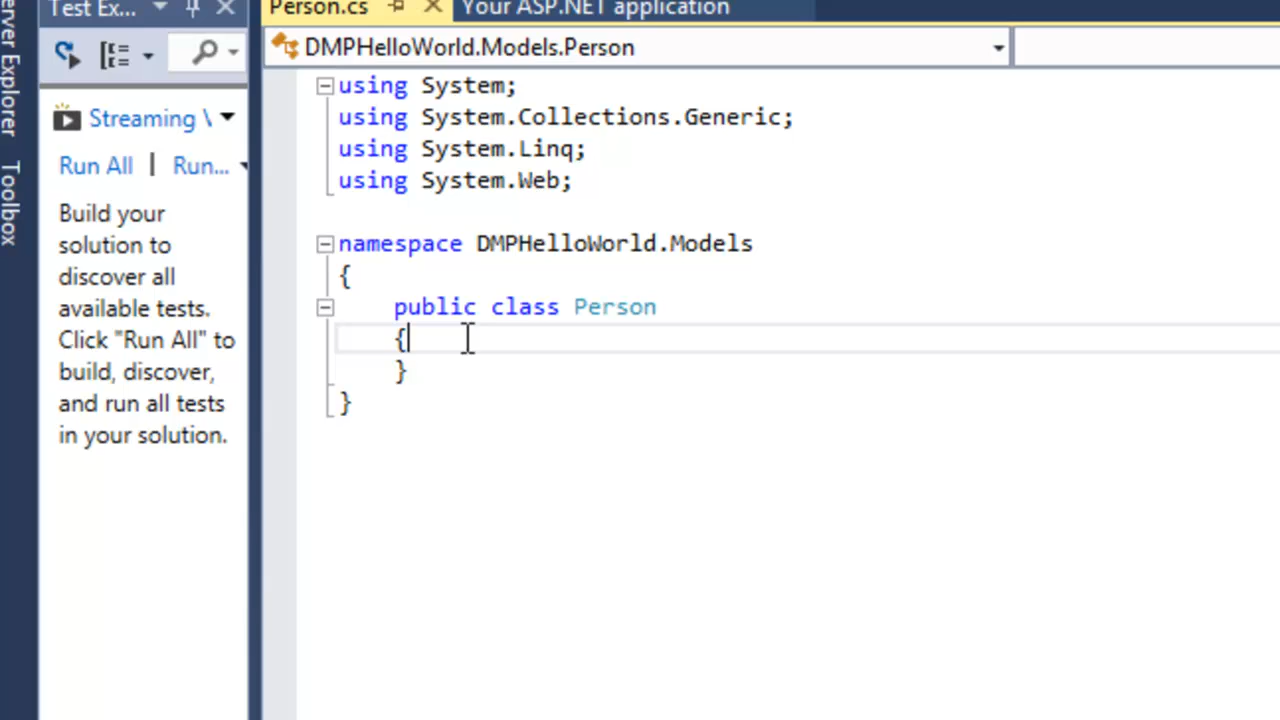 erver Explorer
Toolbox
Test Ex...
Streaming \
Run All | Run...
Build your
solution to
discover all
available tests.
Click "Run All" to
build, discover,
and run all tests
in your solution.
Person.cs
Your ASP.NET application
DMPHelloWorld.Models.Person
using System;
using System.Collections.Generic;
using System.Linq;
using System.Web;
namespace DMPHelloWorld.Models
{
public class Person
{
}
}